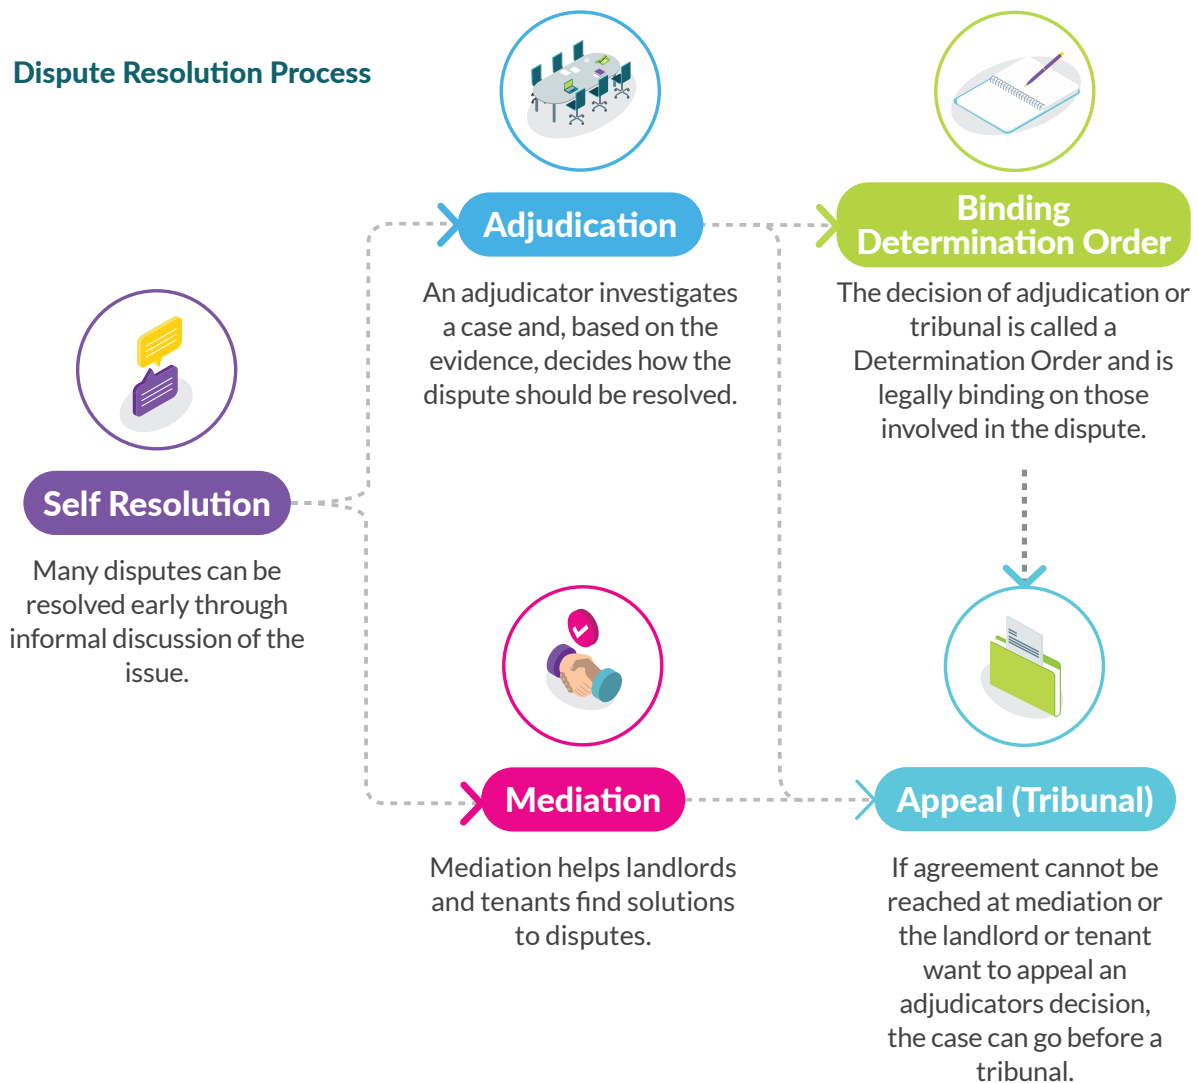 Dispute Resolution Process
Self Resolution
Many disputes can be
resolved early through
informal discussion of the
issue.
Adjudication
An adjudicator investigates
a case and, based on the
evidence, decides how the
dispute should be resolved.
Mediation
Mediation helps landlords
and tenants find solutions
to disputes.
Binding
Determination Order
The decision of adjudication or
tribunal is called a
Determination Order and is
legally binding on those
involved in the dispute.
Appeal (Tribunal)
If agreement cannot be
reached at mediation or
the landlord or tenant
want to appeal an
adjudicators decision,
the case can go before a
tribunal.